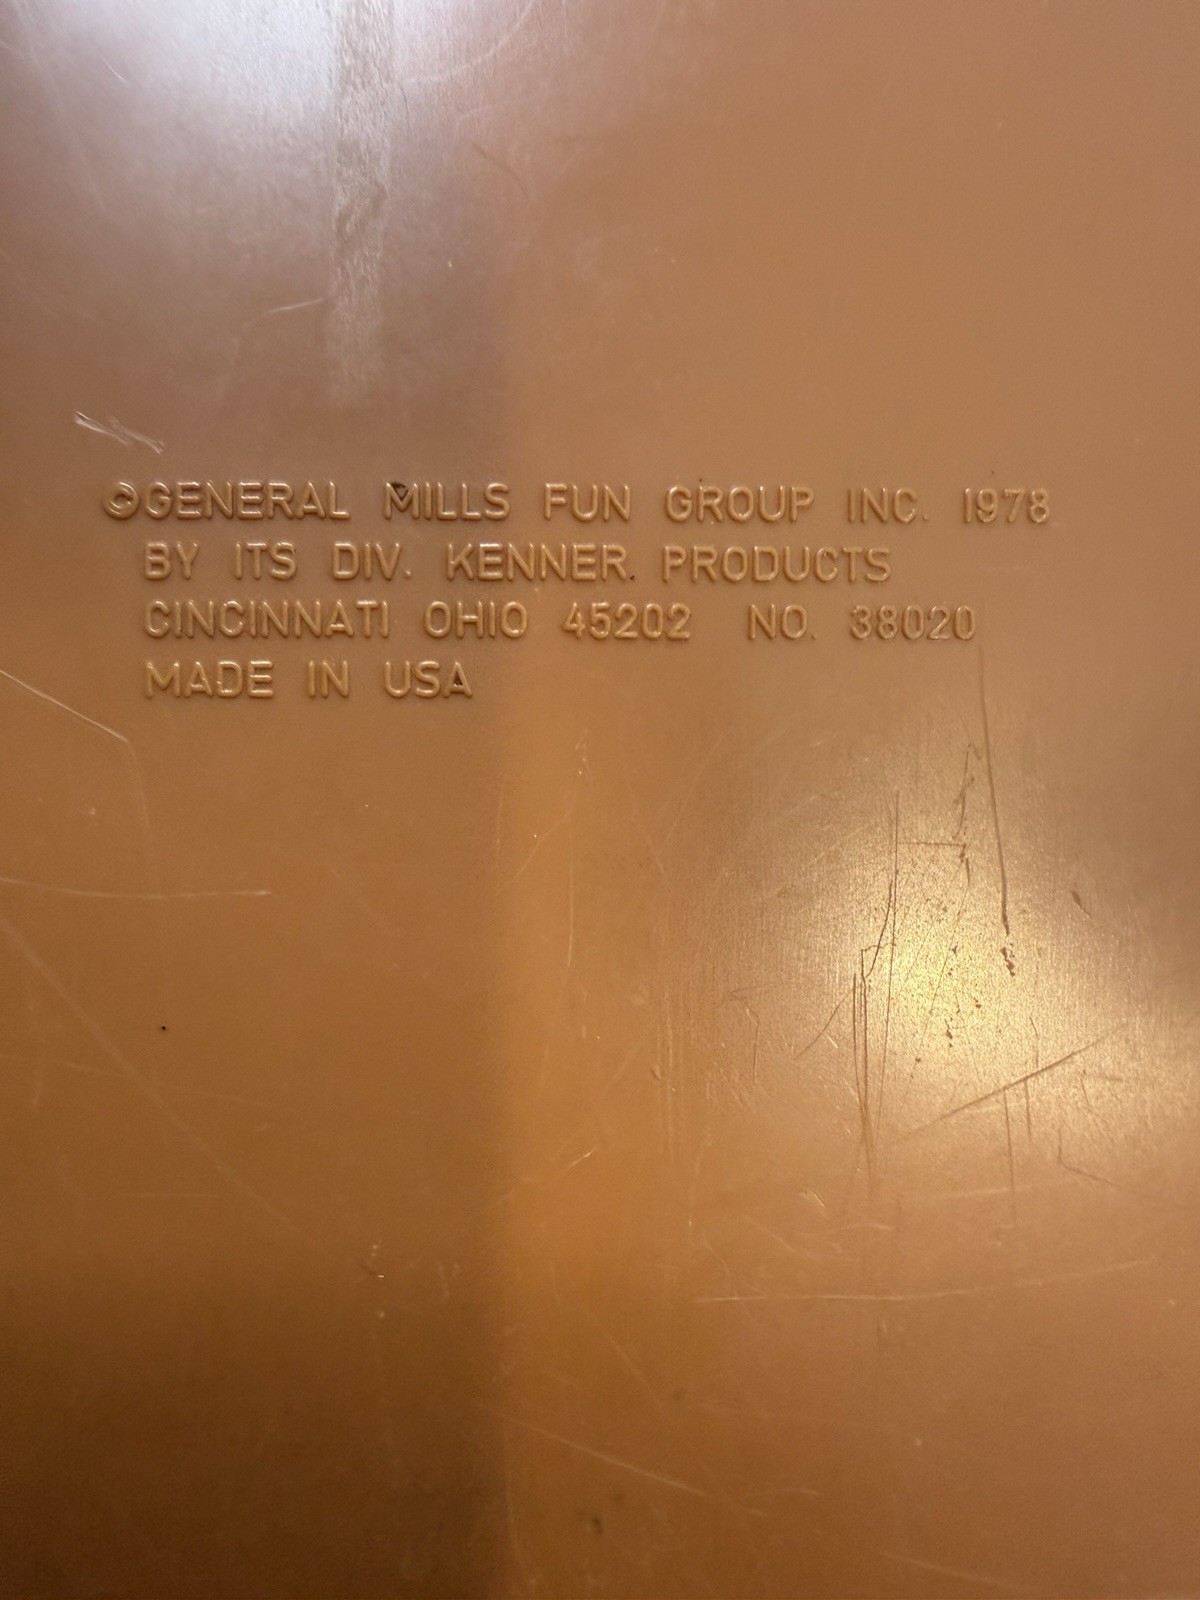 ©GENERAL MILLS FUN GROUP INC. 1978
BY ITS DIV. KENNER PRODUCTS
CINCINNATI OHIO 45202 NO. 38020
MADE IN USA